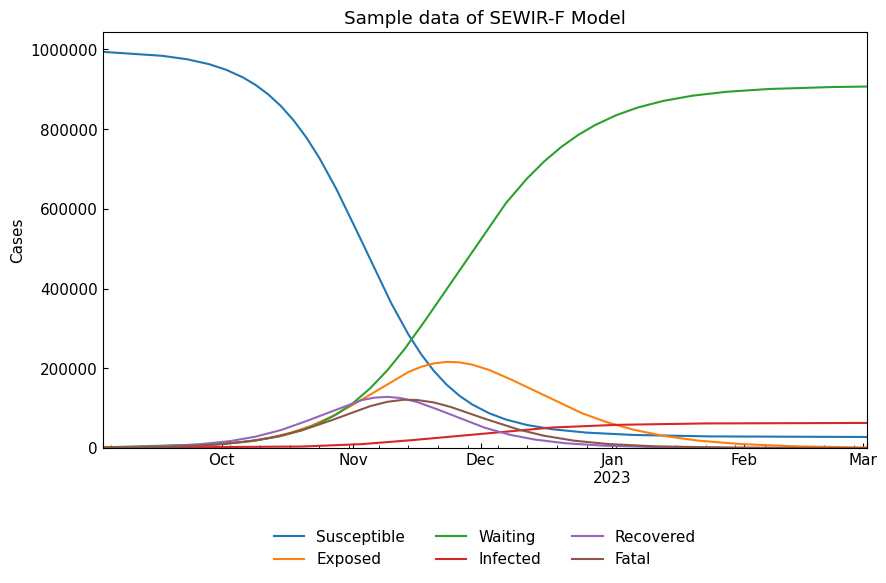 Sample data of SEWIR-F Model
1000000
800000
600000
400000
200000
0
Cases
Oct Nov Dec Jan Feb Mar
2023
Susceptible Waiting Recovered
Exposed Infected Fatal